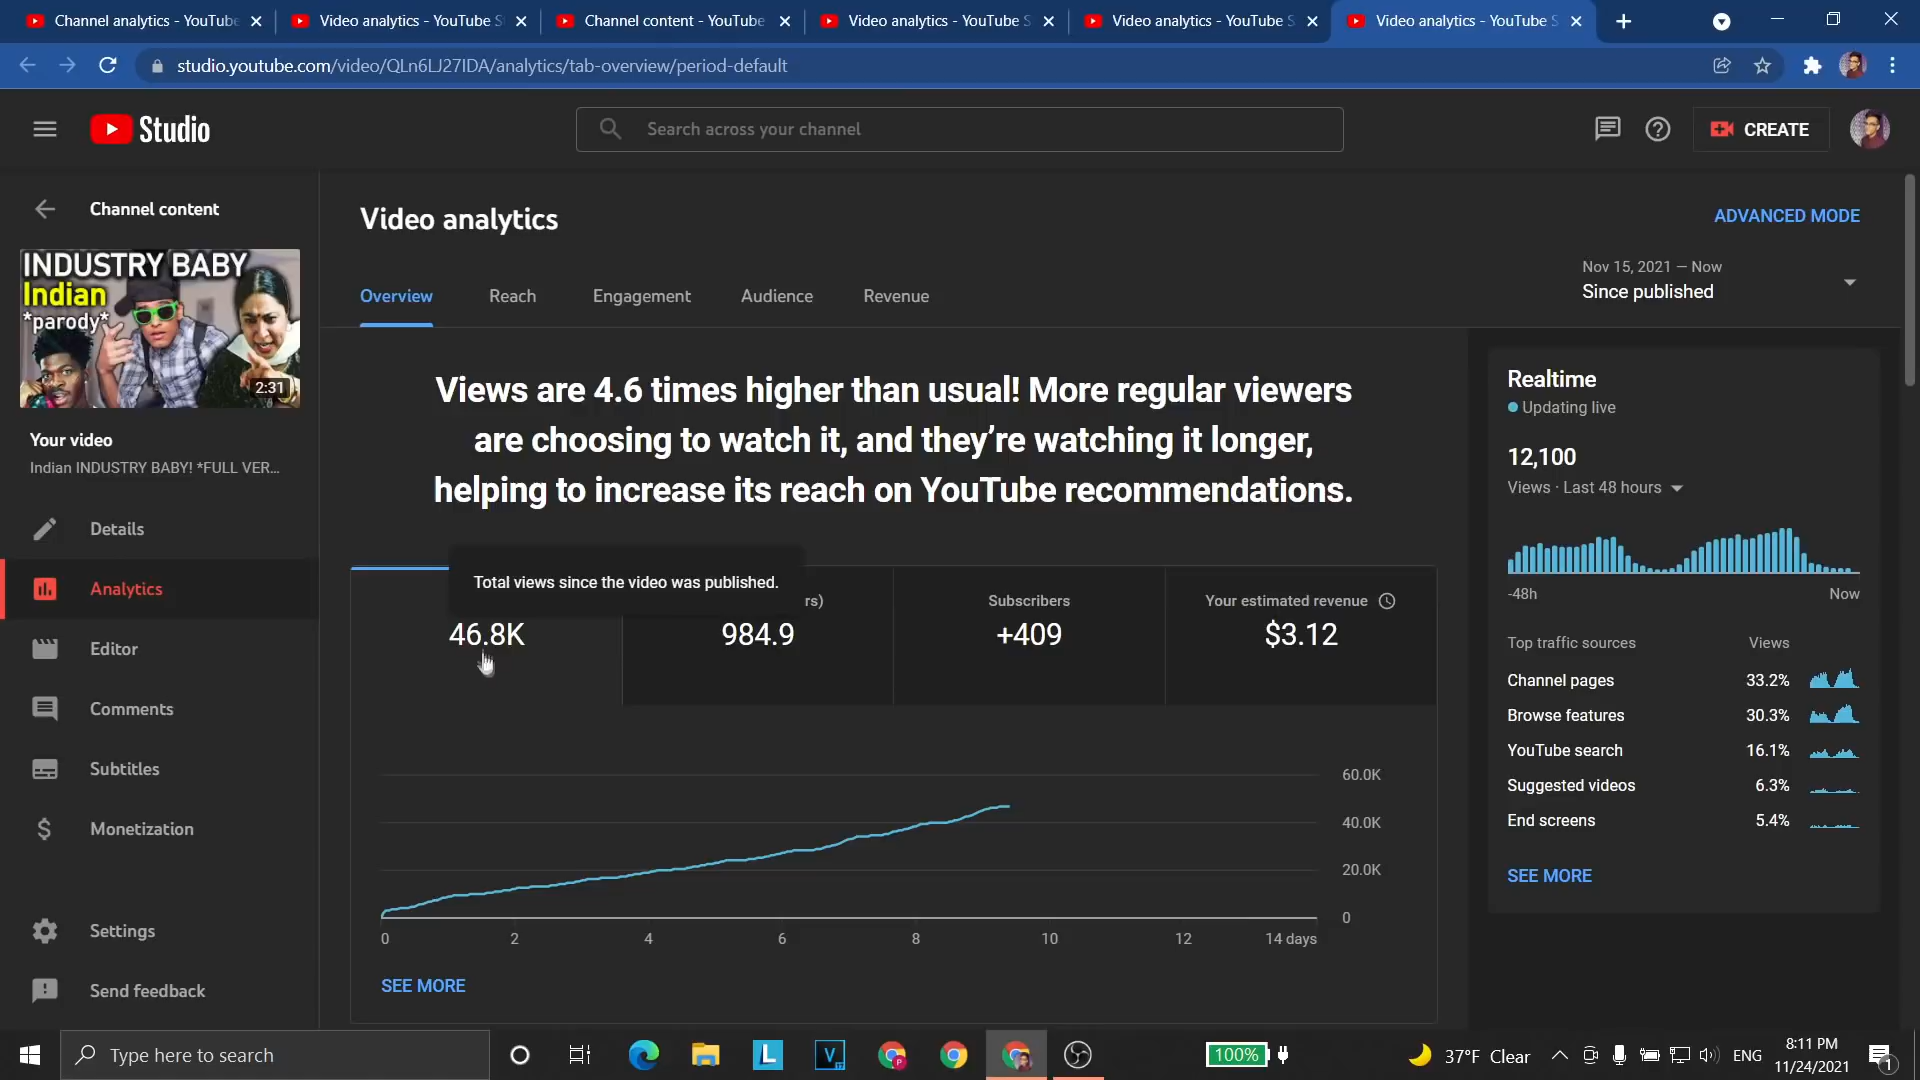 Channel analytics - YouTube
Video analytics - YouTube S
Channel content - YouTube
Video analytics - YouTube S
Video analytics - YouTube S
Video analytics - YouTube S
studio.youtube.com/video/QLn6LJ27IDA/analytics/tab-overview/period-default
Studio
Search across your channel
CREATE
Channel content
INDUSTRY BABY
Indian
*parody*
2:31
Your video
Indian INDUSTRY BABY! *FULL VER...
Details
Analytics
Editor
Comments
Subtitles
Monetization
Settings
Send feedback
Video analytics
ADVANCED MODE
Nov 15, 2021 – Now
Since published
Overview
Reach
Engagement
Audience
Revenue
Views are 4.6 times higher than usual! More regular viewers
are choosing to watch it, and they're watching it longer,
helping to increase its reach on YouTube recommendations.
Total views since the video was published.
46.8K
rs)
984.9
Subscribers
+409
Your estimated revenue
$3.12
60.0K
40.0K
20.0K
0
0 2 4 6 8 10 12 14 days
SEE MORE
Realtime
Updating live
12,100
Views · Last 48 hours
-48h Now
Top traffic sources Views
Channel pages 33.2%
Browse features 30.3%
YouTube search 16.1%
Suggested videos 6.3%
End screens 5.4%
SEE MORE
Type here to search
L
V
P
100%
37°F Clear
ENG
8:11 PM
11/24/2021
1